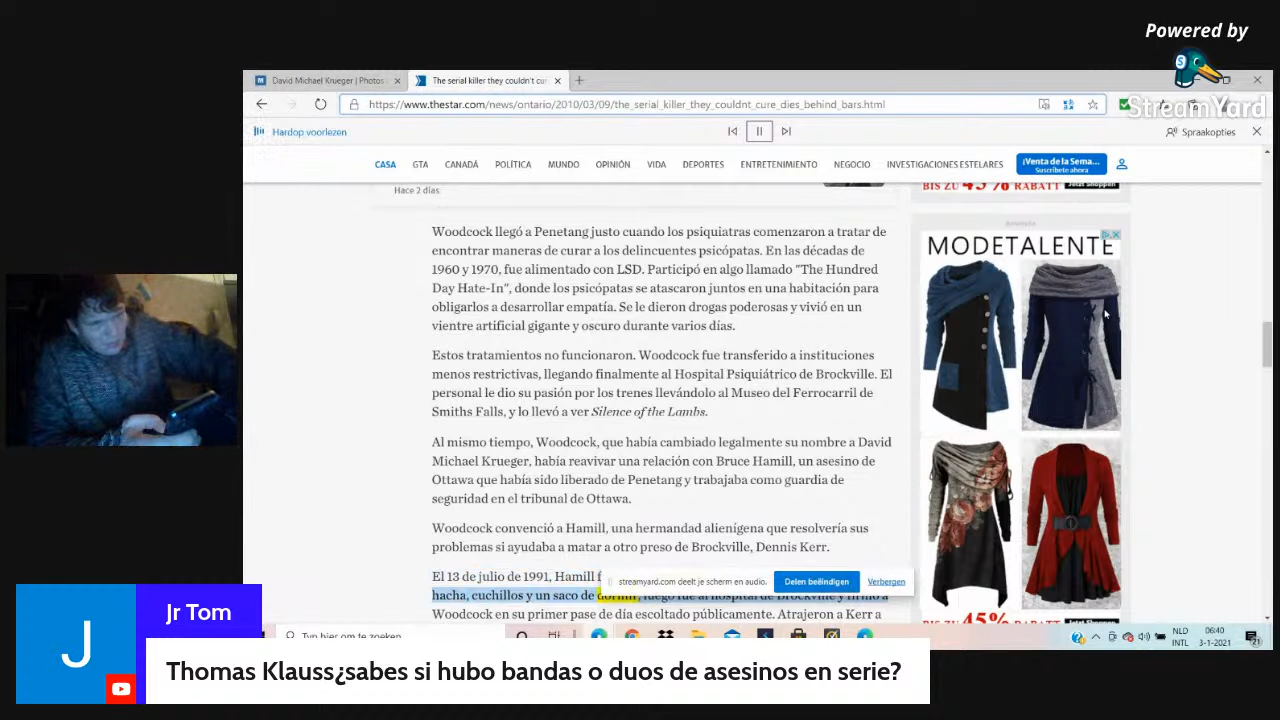 Powered by
StreamYard
David Michael Krueger | Photos
The serial killer they couldn't cur
https://www.thestar.com/news/ontario/2010/03/09/the_serial_killer_they_couldnt_cure_dies_behind_bars.html
Hardop voorlezen
Spraakopties
CASA GTA CANADÁ POLÍTICA MUNDO OPINIÓN VIDA DEPORTES ENTRETENIMIENTO NEGOCIO INVESTIGACIONES ESTELARES
¡Venta de la Sema...
Suscríbete ahora
Hace 2 días
BIS ZU 45% RABATT Jetzt Shoppen
Woodcock llegó a Penetang justo cuando los psiquiatras comenzaron a tratar de
encontrar maneras de curar a los delincuentes psicópatas. En las décadas de
1960 y 1970, fue alimentado con LSD. Participó en algo llamado "The Hundred
Day Hate-In", donde los psicópatas se atascaron juntos en una habitación para
obligarlos a desarrollar empatía. Se le dieron drogas poderosas y vivió en un
vientre artificial gigante y oscuro durante varios días.
Estos tratamientos no funcionaron. Woodcock fue transferido a instituciones
menos restrictivas, llegando finalmente al Hospital Psiquiátrico de Brockville. El
personal le dio su pasión por los trenes llevándolo al Museo del Ferrocarril de
Smiths Falls, y lo llevó a ver Silence of the Lambs.
Al mismo tiempo, Woodcock, que había cambiado legalmente su nombre a David
Michael Krueger, había reavivar una relación con Bruce Hamill, un asesino de
Ottawa que había sido liberado de Penetang y trabajaba como guardia de
seguridad en el tribunal de Ottawa.
Woodcock convenció a Hamill, una hermandad alienígena que resolvería sus
problemas si ayudaba a matar a otro preso de Brockville, Dennis Kerr.
El 13 de julio de 1991, Hamill f
hacha, cuchillos y un saco de dormir, luego fue al hospital de Brockville y firmó a
Woodcock en su primer pase de día escoltado públicamente. Atrajeron a Kerr a
MODETALENTE
45%
streamyard.com deelt je scherm en audio.
Delen beëindigen
Verbergen
Typ hier om te zoeken
NLD
INTL
06:40
3-1-2021
21
J
Jr Tom
Thomas Klauss¿sabes si hubo bandas o duos de asesinos en serie?